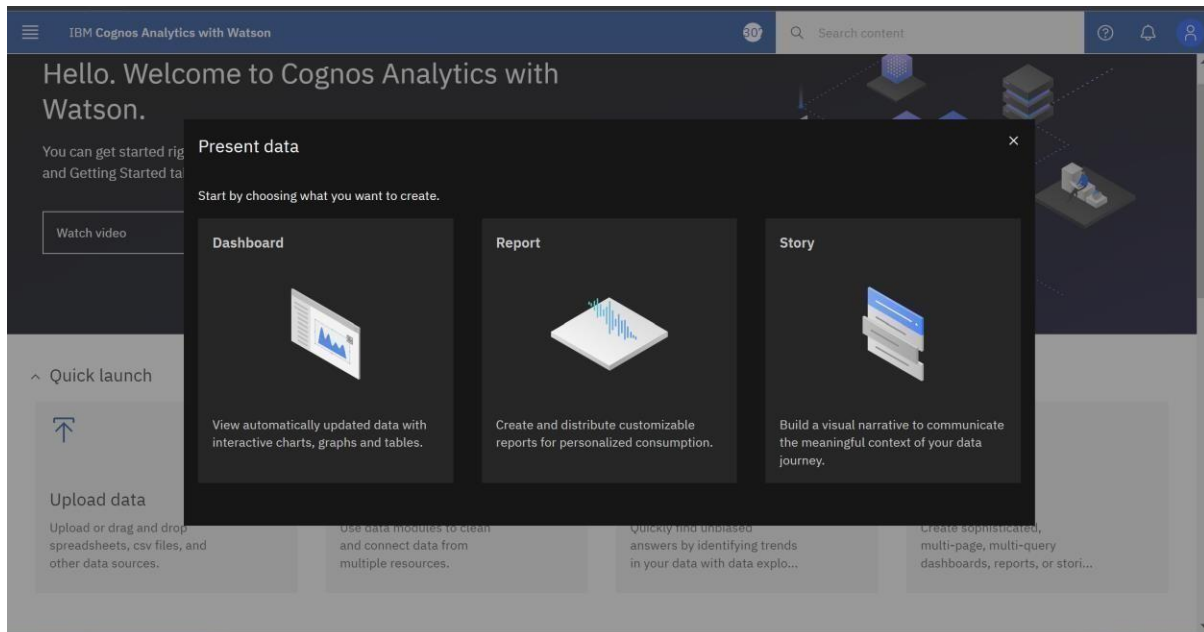 IBM Cognos Analytics with Watson
Search content
Hello. Welcome to Cognos Analytics with
Watson.
You can get started rig
and Getting Started ta
Watch video
Present data
Start by choosing what you want to create.
Dashboard
View automatically updated data with
interactive charts, graphs and tables.
Report
Create and distribute customizable
reports for personalized consumption.
Story
Build a visual narrative to communicate
the meaningful context of your data
journey.
Quick launch
Upload data
Upload or drag and drop
spreadsheets, csv files, and
other data sources.
Use data modules to clean
and connect data from
multiple resources.
Quickly find unbiased
answers by identifying trends
in your data with data explo...
Create sophisticated,
multi-page, multi-query
dashboards, reports, or stori...